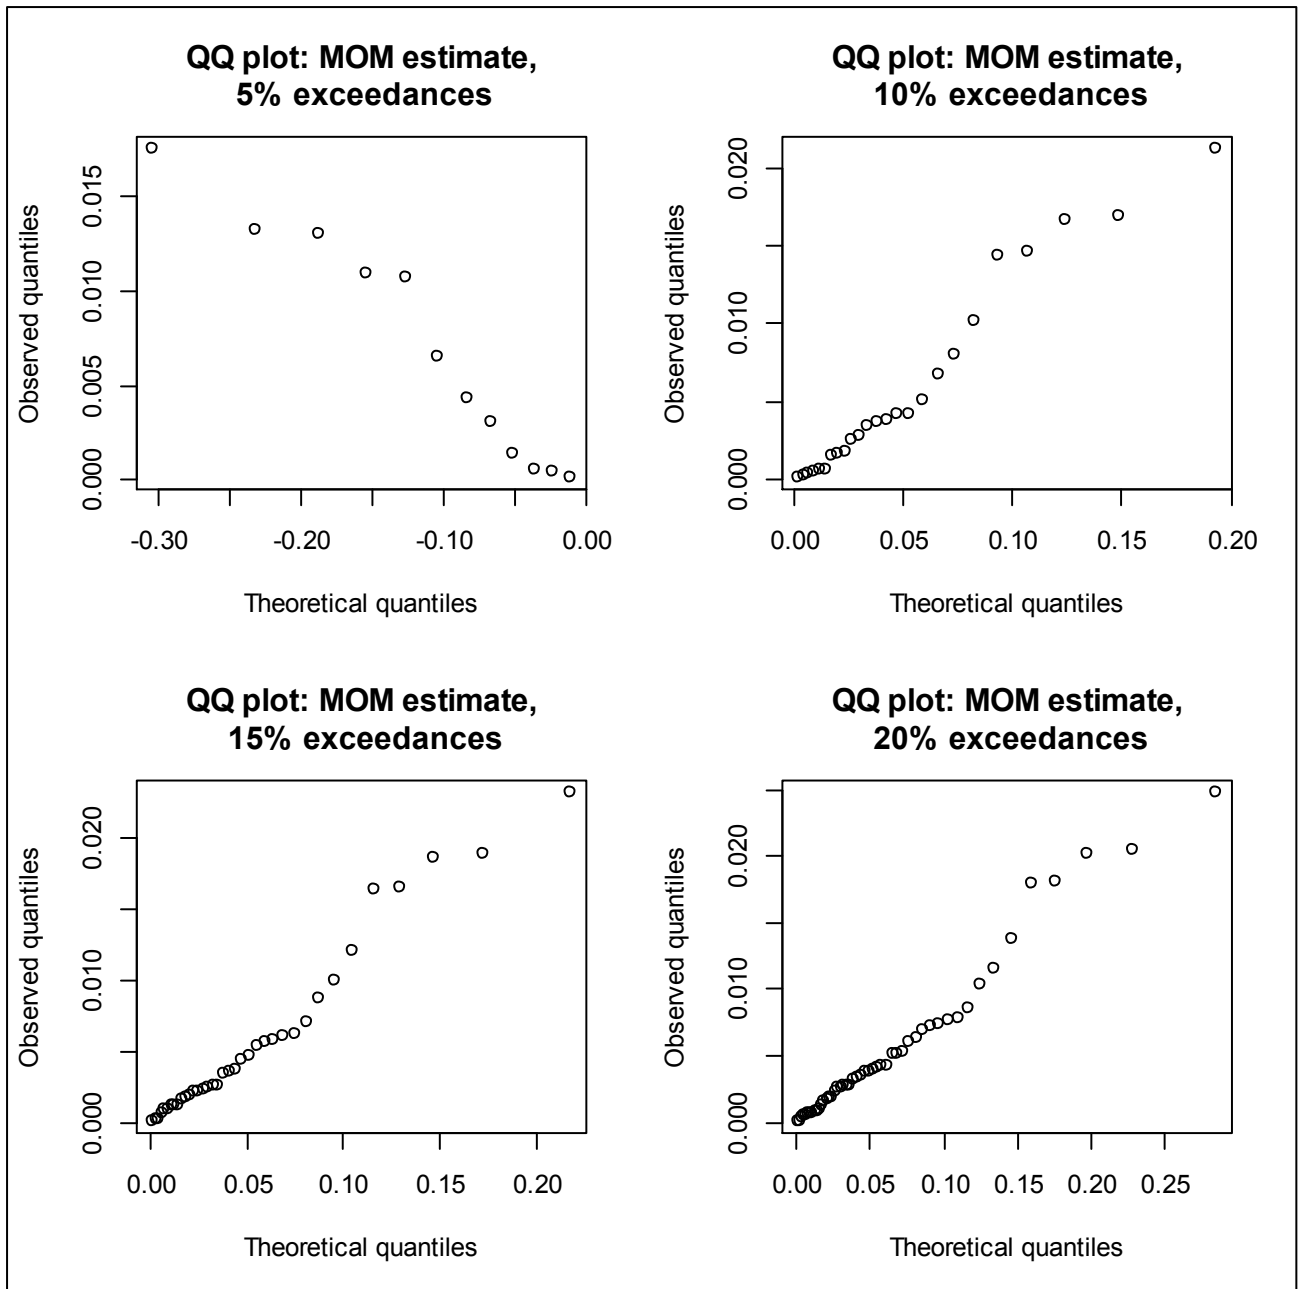 QQ plot: MOM estimate,
5% exceedances
Observed quantiles
0.000 0.005 0.010 0.015
-0.30 -0.20 -0.10 0.00
Theoretical quantiles
QQ plot: MOM estimate,
10% exceedances
Observed quantiles
0.000 0.010 0.020
0.00 0.05 0.10 0.15 0.20
Theoretical quantiles
QQ plot: MOM estimate,
15% exceedances
Observed quantiles
0.000 0.010 0.020
0.00 0.05 0.10 0.15 0.20
Theoretical quantiles
QQ plot: MOM estimate,
20% exceedances
Observed quantiles
0.000 0.010 0.020
0.00 0.05 0.10 0.15 0.20 0.25
Theoretical quantiles